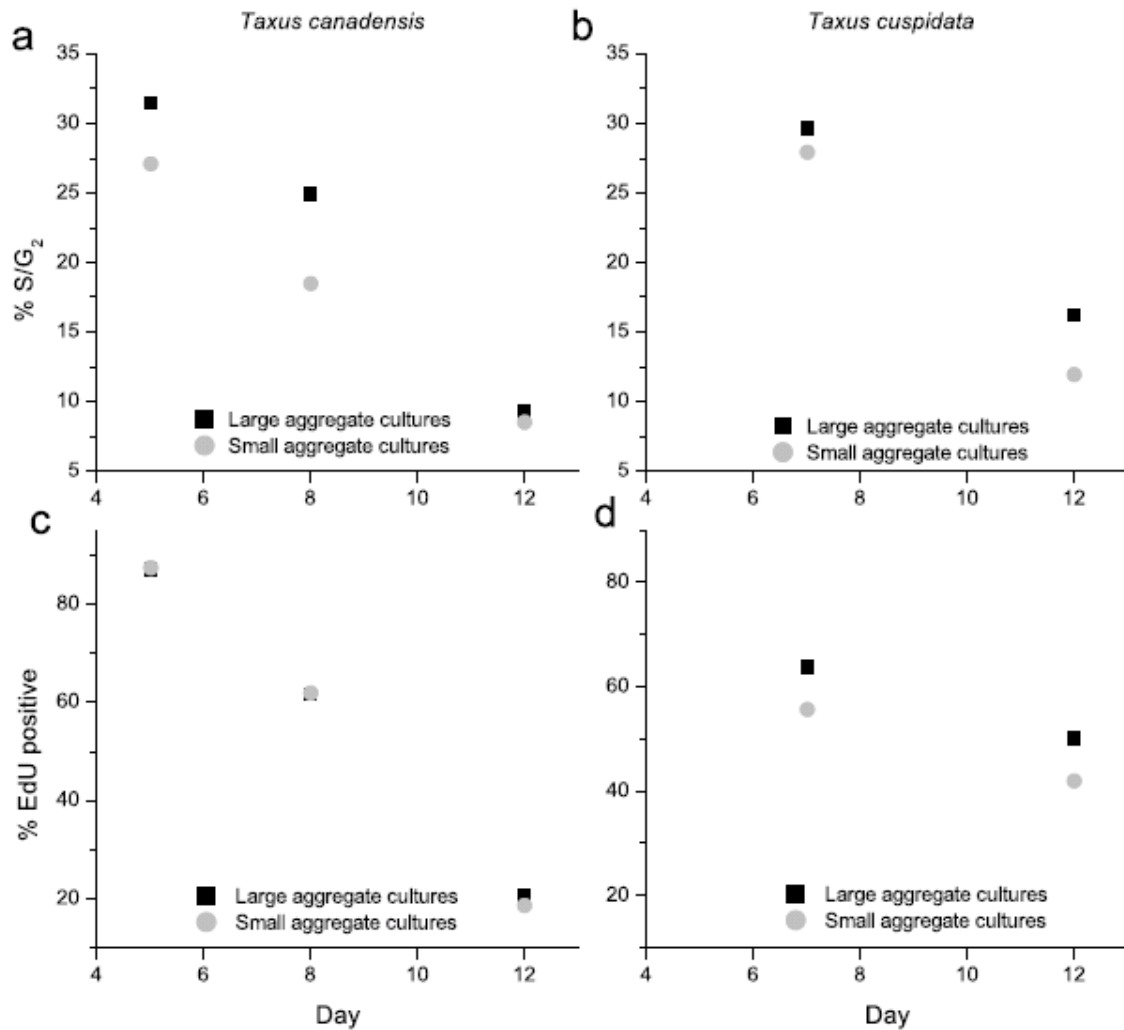 a
Taxus canadensis
35
30
25
20
15
10
5
% S/G₂
Large aggregate cultures
Small aggregate cultures
4 6 8 10 12
b
Taxus cuspidata
35
30
25
20
15
10
5
Large aggregate cultures
Small aggregate cultures
4 6 8 10 12
c
80
60
40
20
% EdU positive
Large aggregate cultures
Small aggregate cultures
4 6 8 10 12
Day
d
80
60
40
20
Large aggregate cultures
Small aggregate cultures
4 6 8 10 12
Day